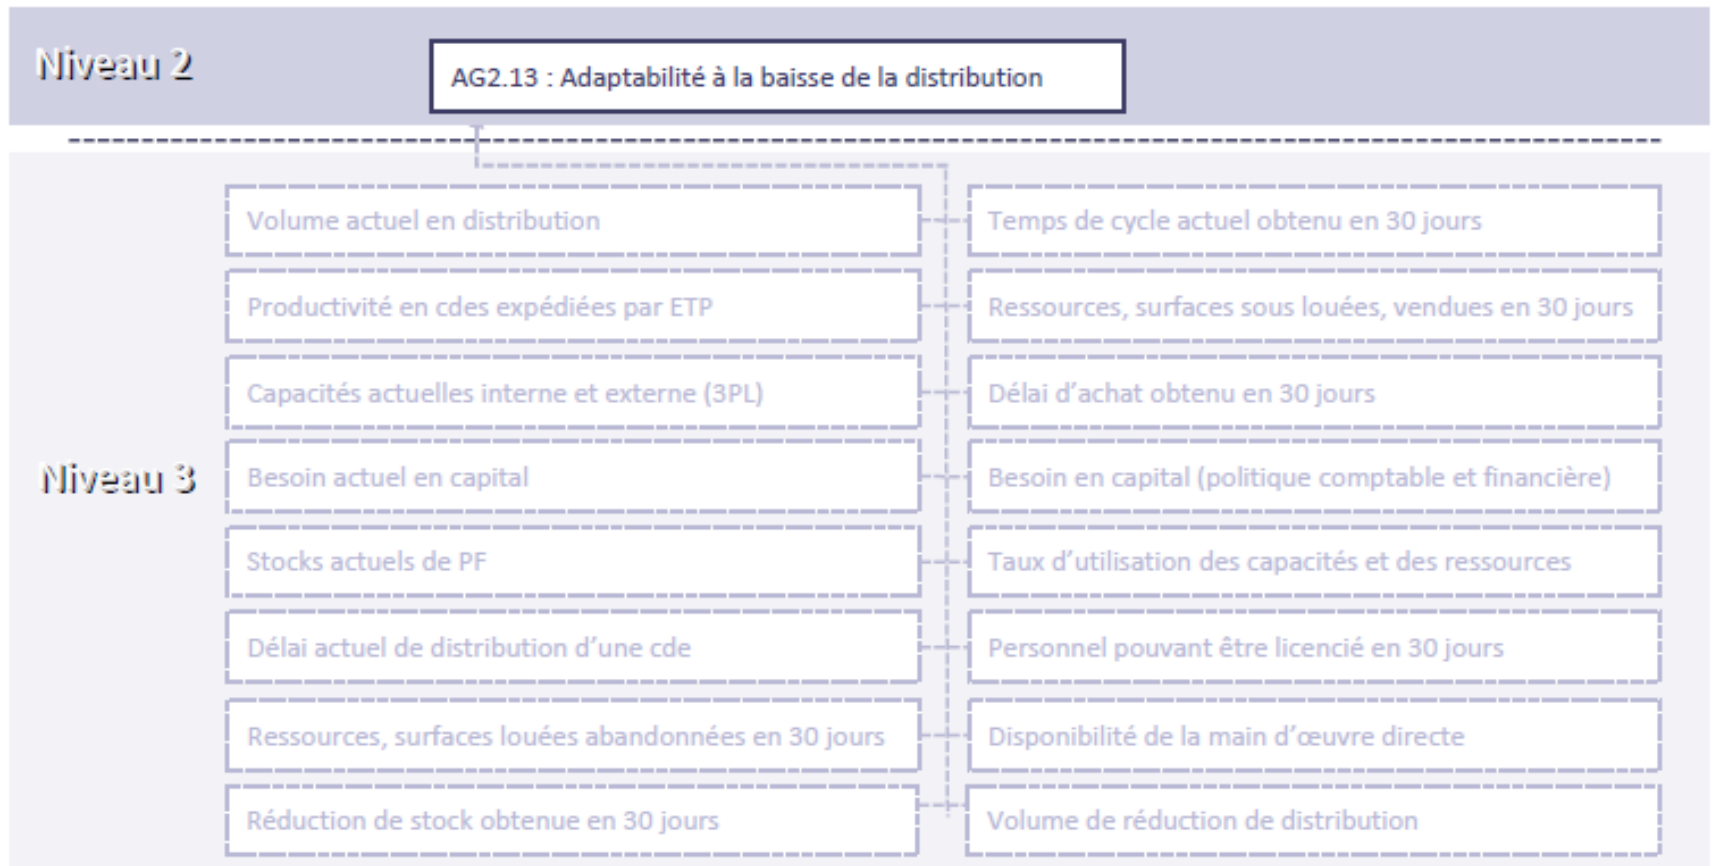 Niveau 2
AG2.13 : Adaptabilité à la baisse de la distribution
Volume actuel en distribution
Temps de cycle actuel obtenu en 30 jours
Productivité en cdes expédiées par ETP
Ressources, surfaces sous louées, vendues en 30 jours
Capacités actuelles interne et externe (3PL)
Délai d’achat obtenu en 30 jours
Niveau 3
Besoin actuel en capital
Besoin en capital (politique comptable et financière)
Stocks actuels de PF
Taux d’utilisation des capacités et des ressources
Délai actuel de distribution d’une cde
Personnel pouvant être licencié en 30 jours
Ressources, surfaces louées abandonnées en 30 jours
Disponibilité de la main d’œuvre directe
Réduction de stock obtenue en 30 jours
Volume de réduction de distribution